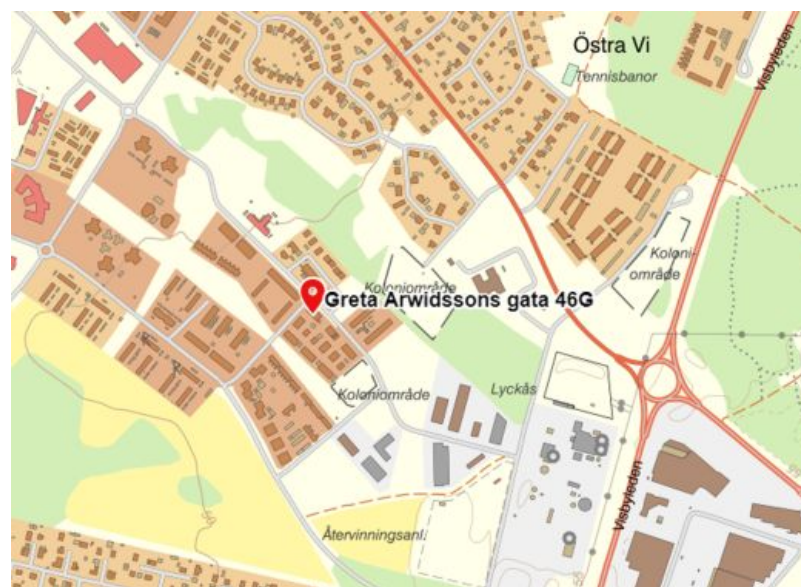 Östra Vi
Tennisbanor
Visbyleden
Koloni-
område
Koloniområde
Greta Arwidssons gata 46G
Koloniområde
Lyckås
Visbyleden
Återvinningsanl.